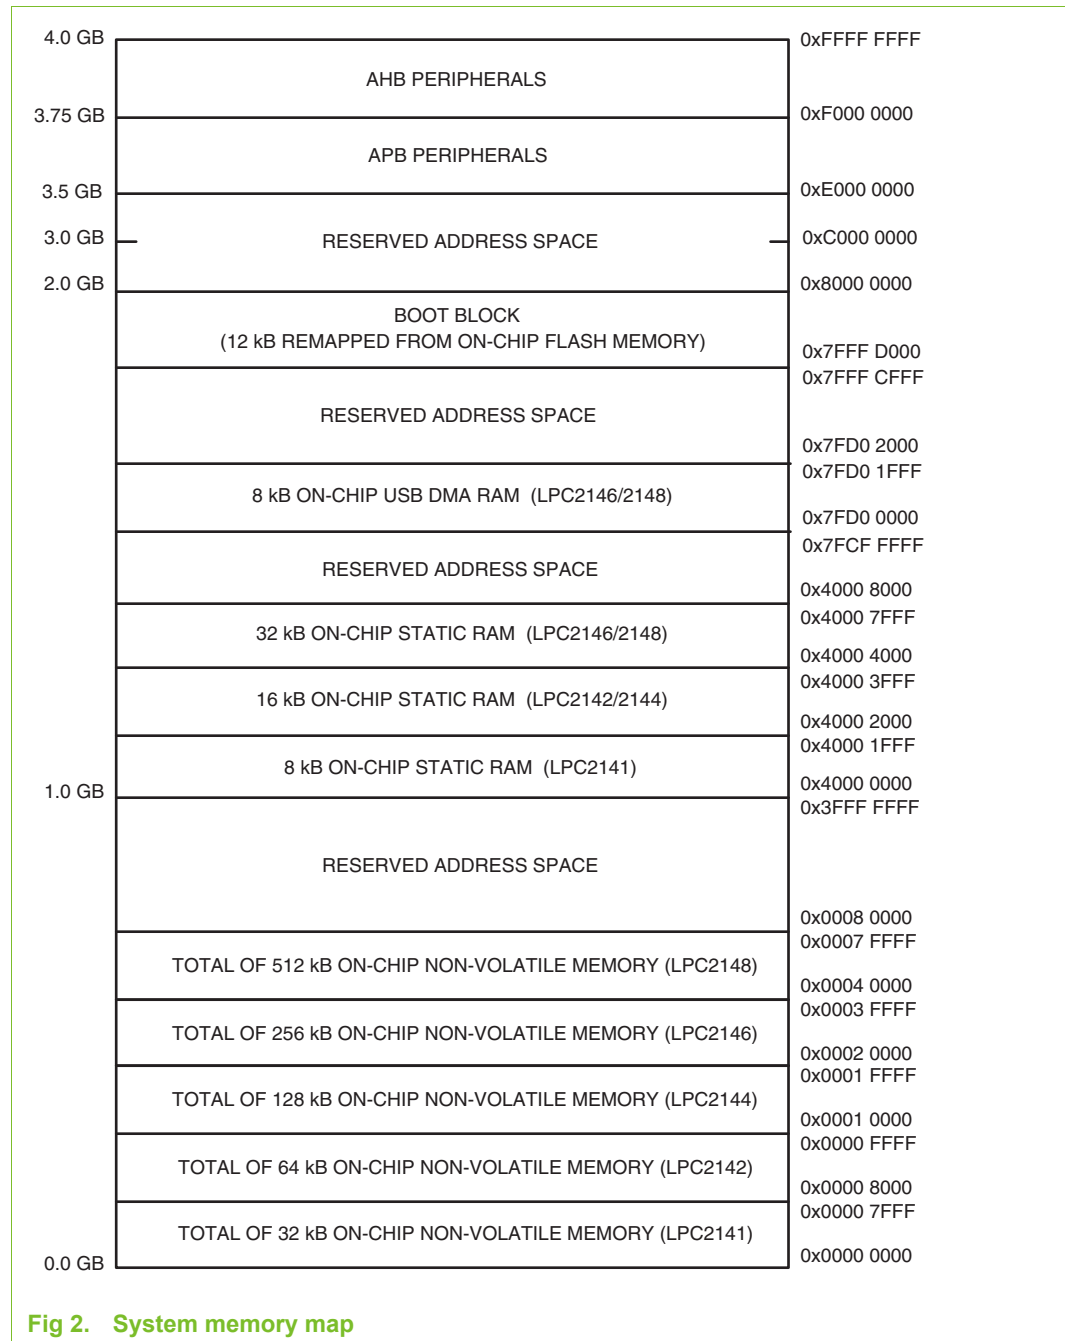 4.0 GB 0xFFFF FFFF
AHB PERIPHERALS
3.75 GB 0xF000 0000
APB PERIPHERALS
3.5 GB 0xE000 0000
3.0 GB RESERVED ADDRESS SPACE 0xC000 0000
2.0 GB 0x8000 0000
BOOT BLOCK
(12 kB REMAPPED FROM ON-CHIP FLASH MEMORY)
0x7FFF D000
0x7FFF CFFF
RESERVED ADDRESS SPACE
0x7FD0 2000
0x7FD0 1FFF
8 kB ON-CHIP USB DMA RAM (LPC2146/2148)
0x7FD0 0000
0x7FCF FFFF
RESERVED ADDRESS SPACE
0x4000 8000
0x4000 7FFF
32 kB ON-CHIP STATIC RAM (LPC2146/2148)
0x4000 4000
0x4000 3FFF
16 kB ON-CHIP STATIC RAM (LPC2142/2144)
0x4000 2000
0x4000 1FFF
8 kB ON-CHIP STATIC RAM (LPC2141)
1.0 GB 0x4000 0000
0x3FFF FFFF
RESERVED ADDRESS SPACE
0x0008 0000
0x0007 FFFF
TOTAL OF 512 kB ON-CHIP NON-VOLATILE MEMORY (LPC2148)
0x0004 0000
0x0003 FFFF
TOTAL OF 256 kB ON-CHIP NON-VOLATILE MEMORY (LPC2146)
0x0002 0000
0x0001 FFFF
TOTAL OF 128 kB ON-CHIP NON-VOLATILE MEMORY (LPC2144)
0x0001 0000
0x0000 FFFF
TOTAL OF 64 kB ON-CHIP NON-VOLATILE MEMORY (LPC2142)
0x0000 8000
0x0000 7FFF
TOTAL OF 32 kB ON-CHIP NON-VOLATILE MEMORY (LPC2141)
0.0 GB 0x0000 0000
Fig 2. System memory map